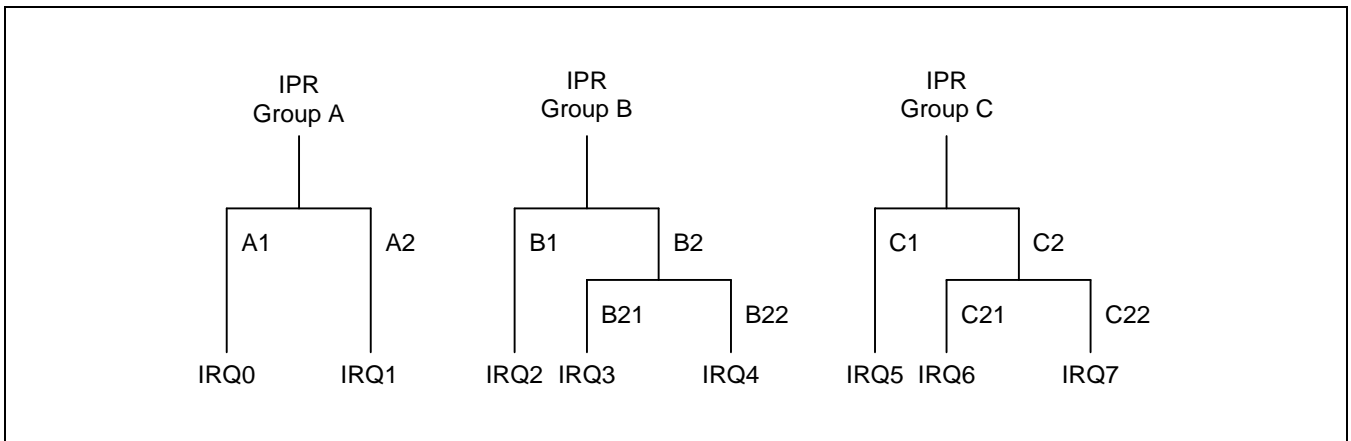 IPR
Group A
IPR
Group B
IPR
Group C
A1
A2
B1
B2
C1
C2
B21
B22
C21
C22
IRQ0
IRQ1
IRQ2
IRQ3
IRQ4
IRQ5
IRQ6
IRQ7